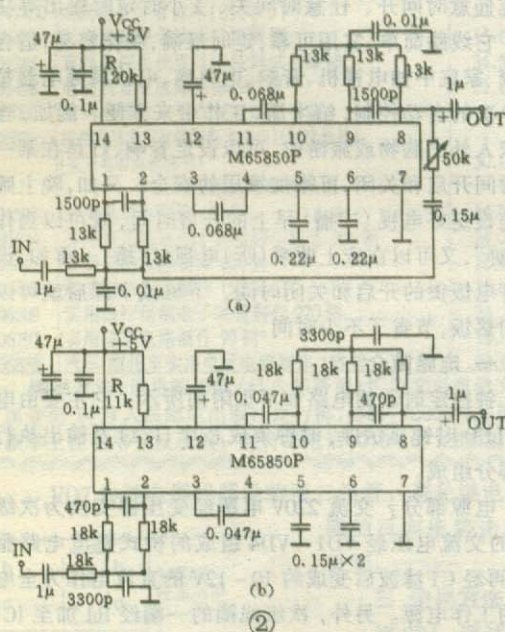 VCC
+5V
47μ
0.1μ
R
120k
47μ
0.01μ
13k
13k
13k
0.068μ
1500p
1μ
OUT
14 13 12 11 10 9 8
M65850P
50k
1 2 3 4 5 6 7
1500p
0.068μ
0.15μ
13k
13k
0.22μ 0.22μ
IN
13k
1μ
0.01μ
(a)
VCC
+5V
47μ
0.1μ
R
11k
47μ
3300p
18k
18k
18k
0.047μ
470p
1μ
OUT
14 13 12 11 10 9 8
M65850P
1 2 3 4 5 6 7
470p
0.047μ
18k
18k
0.15μ×2
IN
18k
1μ
3300p
(b)
②